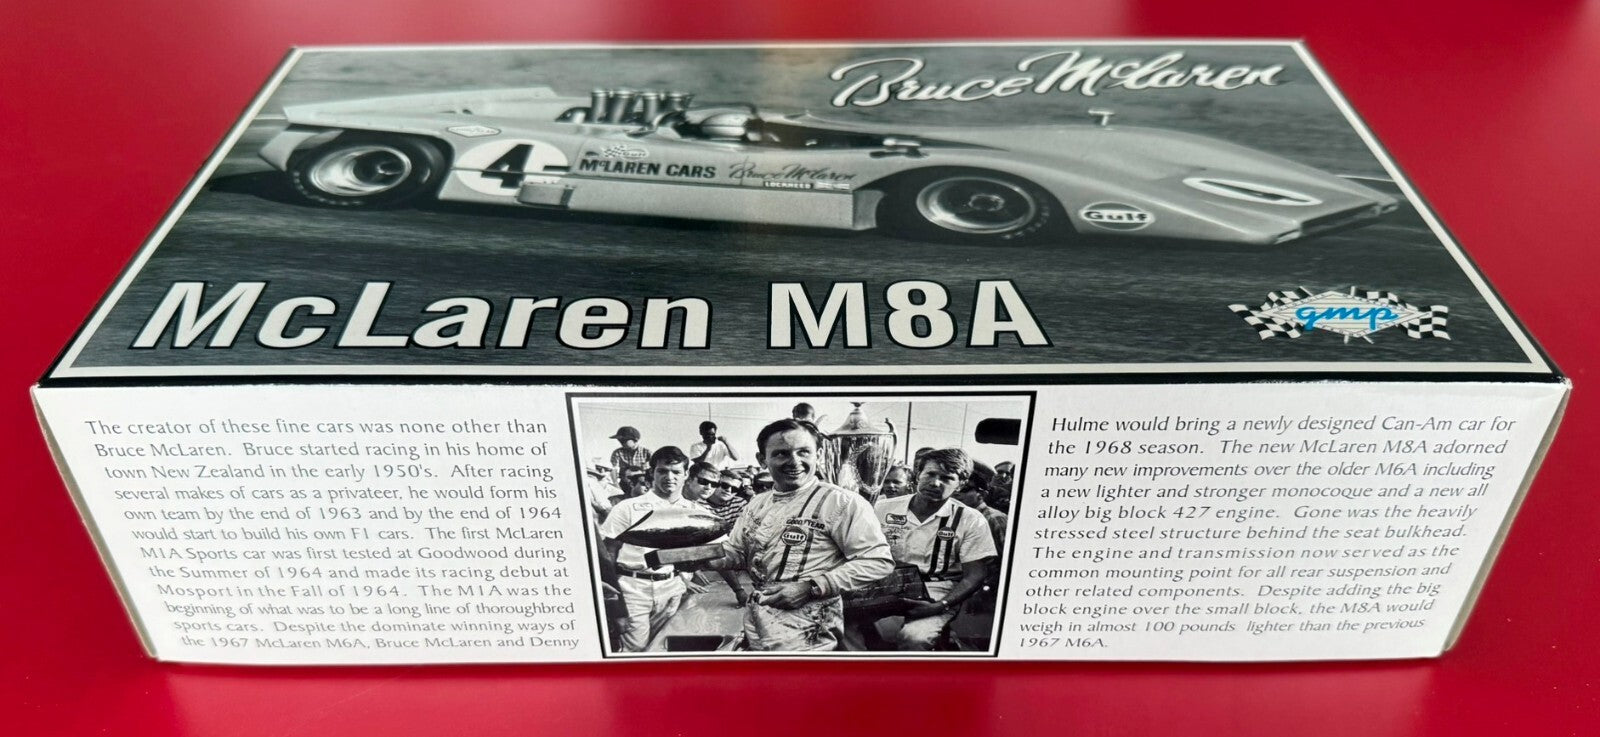 Bruce McLaren
4
McLAREN CARS
Bruce McLaren
LOCKHEED
Gulf
4
McLaren M8A
gmp
The creator of these fine cars was none other than
Bruce McLaren. Bruce started racing in his home of
town New Zealand in the early 1950's. After racing
several makes of cars as a privateer, he would form his
own team by the end of 1963 and by the end of 1964
would start to build his own F1 cars. The first McLaren
M1A Sports car was first tested at Goodwood during
the Summer of 1964 and made its racing debut at
Mosport in the Fall of 1964. The M1A was the
beginning of what was to be a long line of thoroughbred
sports cars. Despite the dominate winning ways of
the 1967 McLaren M6A, Bruce McLaren and Denny
GOODYEAR
Gulf
Gulf
Hulme would bring a newly designed Can-Am car for
the 1968 season. The new McLaren M8A adorned
many new improvements over the older M6A including
a new lighter and stronger monocoque and a new all
alloy big block 427 engine. Gone was the heavily
stressed steel structure behind the seat bulkhead.
The engine and transmission now served as the
common mounting point for all rear suspension and
other related components. Despite adding the big
block engine over the small block, the M8A would
weigh in almost 100 pounds lighter than the previous
1967 M6A.